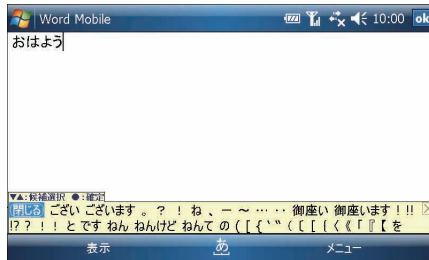 Word Mobile 10:00 ok
おはよう
▼▲:候補選択 ●:確定
閉じる ござい ございます 。 ? ! ね 、 ー ～ … ‥ 御座い 御座います ! !!
!? ? ! ! と です ねん ねんけど ねんて の ( [ { ‘ “ ( [ [ { 〈 《 「 『 【 を
表示 あ メニュー